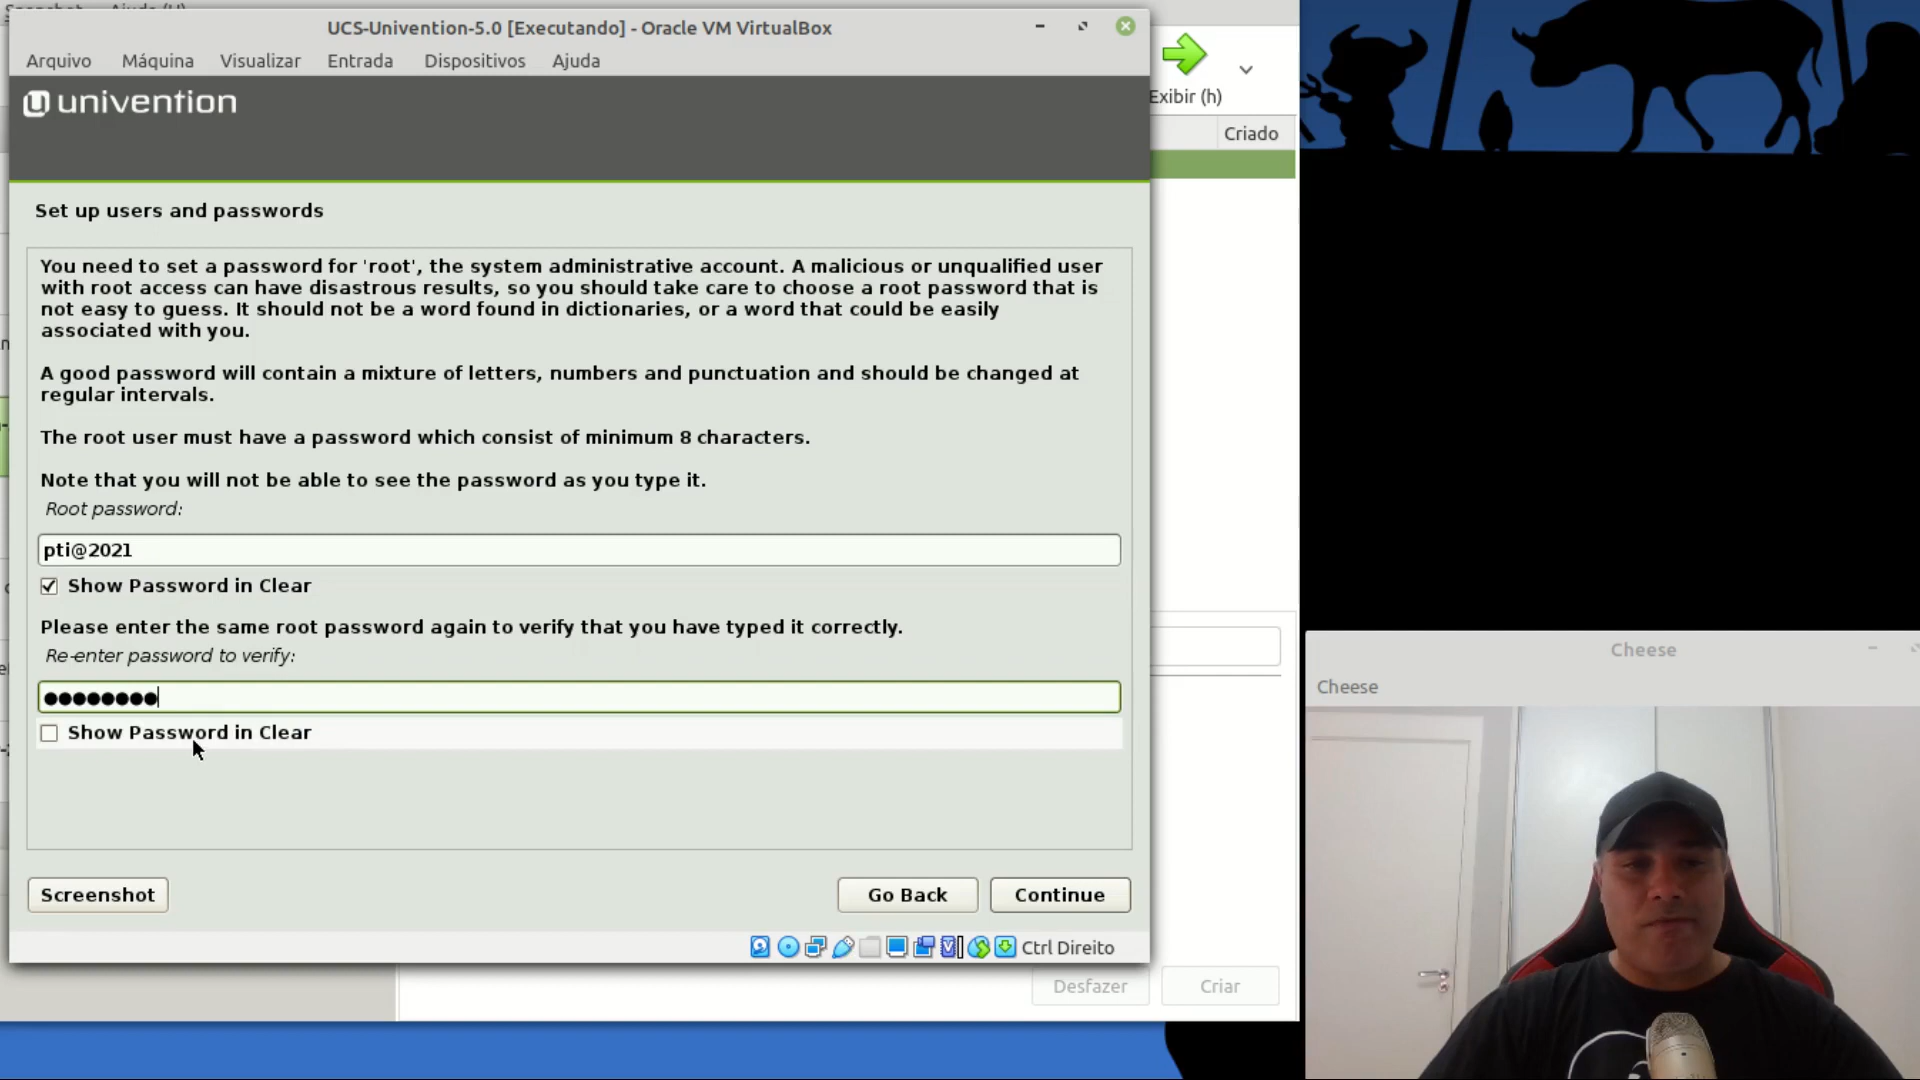 UCS-Univention-5.0 [Executando] - Oracle VM VirtualBox
Arquivo Máquina Visualizar Entrada Dispositivos Ajuda
univention
Exibir (h)
Criado
Set up users and passwords
You need to set a password for 'root', the system administrative account. A malicious or unqualified user
with root access can have disastrous results, so you should take care to choose a root password that is
not easy to guess. It should not be a word found in dictionaries, or a word that could be easily
associated with you.
A good password will contain a mixture of letters, numbers and punctuation and should be changed at
regular intervals.
The root user must have a password which consist of minimum 8 characters.
Note that you will not be able to see the password as you type it.
Root password:
pti@2021
Show Password in Clear
Please enter the same root password again to verify that you have typed it correctly.
Re-enter password to verify:
●●●●●●●●
Show Password in Clear
Screenshot
Go Back
Continue
Ctrl Direito
Desfazer
Criar
Cheese
Cheese